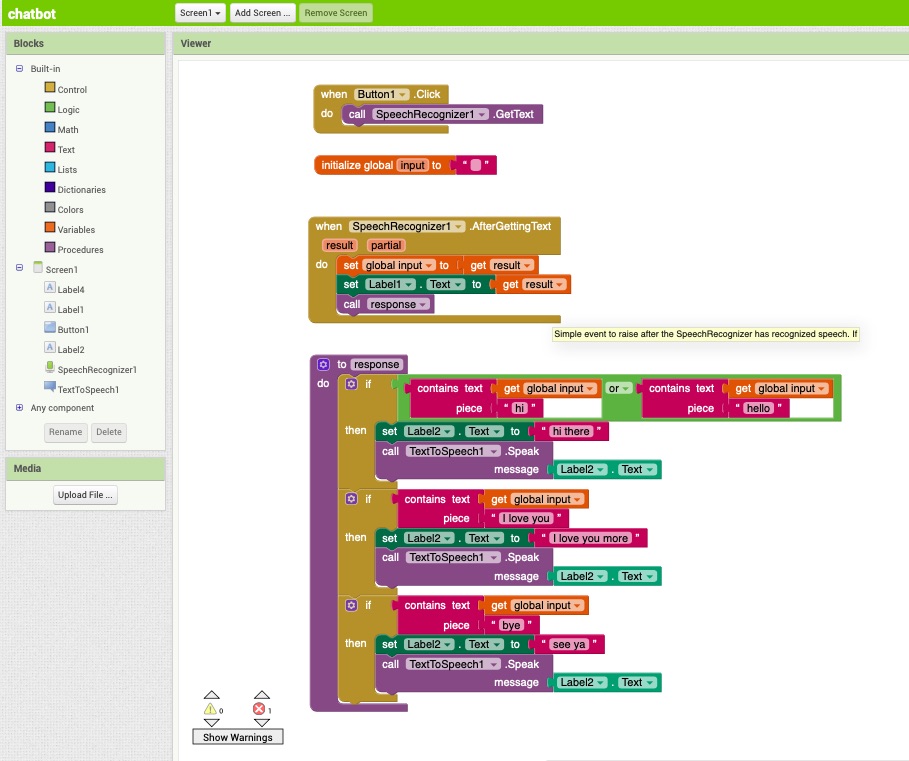 chatbot
Screen1 Add Screen ... Remove Screen
Blocks
Viewer
Built-in
Control
Logic
Math
Text
Lists
Dictionaries
Colors
Variables
Procedures
Screen1
Label4
Label1
Button1
Label2
SpeechRecognizer1
TextToSpeech1
Any component
Rename Delete
Media
Upload File ...
when Button1 .Click
do call SpeechRecognizer1 .GetText
initialize global input to " "
when SpeechRecognizer1 .AfterGettingText
result partial
do set global input to get result
set Label1 . Text to get result
call response
Simple event to raise after the SpeechRecognizer has recognized speech. If
to response
do if contains text get global input or contains text get global input
piece " hi " piece " hello "
then set Label2 . Text to " hi there "
call TextToSpeech1 .Speak
message Label2 . Text
if contains text get global input
piece " I love you "
then set Label2 . Text to " I love you more "
call TextToSpeech1 .Speak
message Label2 . Text
if contains text get global input
piece " bye "
then set Label2 . Text to " see ya "
call TextToSpeech1 .Speak
message Label2 . Text
0 1
Show Warnings